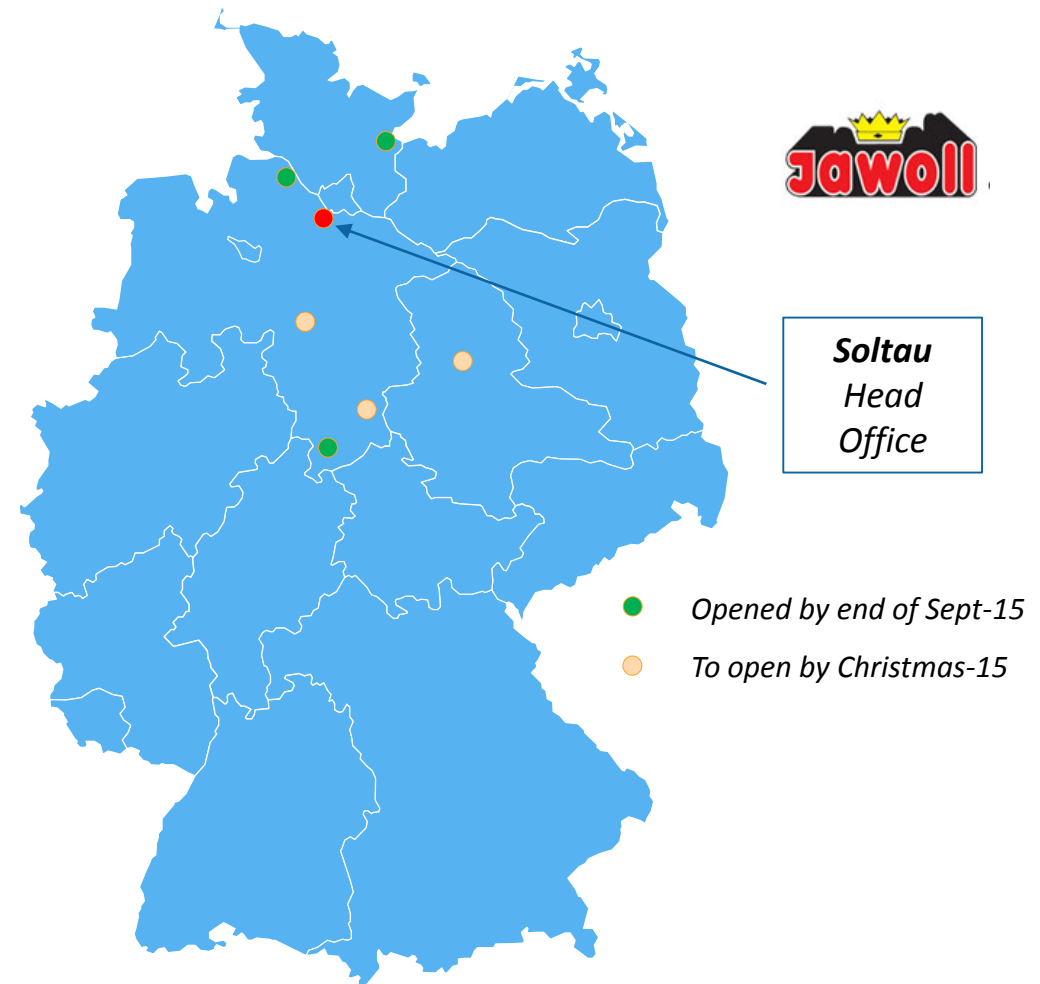 Jawoll
Soltau
Head
Office
Opened by end of Sept-15
To open by Christmas-15